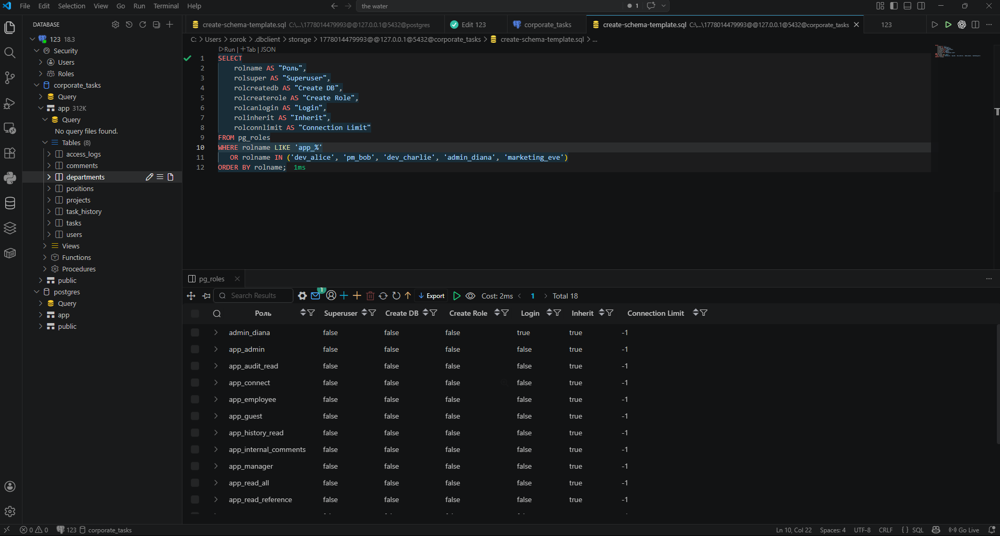 File Edit Selection View Go Run Terminal Help
the water
1
DATABASE
123 18.3
Security
Users
Roles
corporate_tasks
Query
app 312K
Query
No query files found.
Tables (8)
access_logs
comments
departments
positions
projects
task_history
tasks
users
Views
Functions
Procedures
public
postgres
Query
app
public
create-schema-template.sql C:\...\1778014479993@@127.0.0.1@5432@postgres
Edit 123
corporate_tasks
create-schema-template.sql C:\...\1778014479993@@127.0.0.1@5432@corporate_tasks
123
C: > Users > sorok > .dbclient > storage > 1778014479993@@127.0.0.1@5432@corporate_tasks > create-schema-template.sql > ...
Run | +Tab | JSON
1 SELECT
2 rolname AS "Роль",
3 rolsuper AS "Superuser",
4 rolcreatedb AS "Create DB",
5 rolcreaterole AS "Create Role",
6 rolcanlogin AS "Login",
7 rolinherit AS "Inherit",
8 rolconnlimit AS "Connection Limit"
9 FROM pg_roles
10 WHERE rolname LIKE 'app_%'
11 OR rolname IN ('dev_alice', 'pm_bob', 'dev_charlie', 'admin_diana', 'marketing_eve')
12 ORDER BY rolname; 1ms
pg_roles
Search Results
1
Export
Cost: 2ms
1
Total 18
Роль Superuser Create DB Create Role Login Inherit Connection Limit
admin_diana false false false true true -1
app_admin false false false false true -1
app_audit_read false false false false true -1
app_connect false false false false true -1
app_employee false false false false true -1
app_guest false false false false true -1
app_history_read false false false false true -1
app_internal_comments false false false false true -1
app_manager false false false false true -1
app_read_all false false false false true -1
app_read_reference false false false false true -1
0 0 123 corporate_tasks
Ln 10, Col 22 Spaces: 4 UTF-8 CRLF { } SQL Go Live